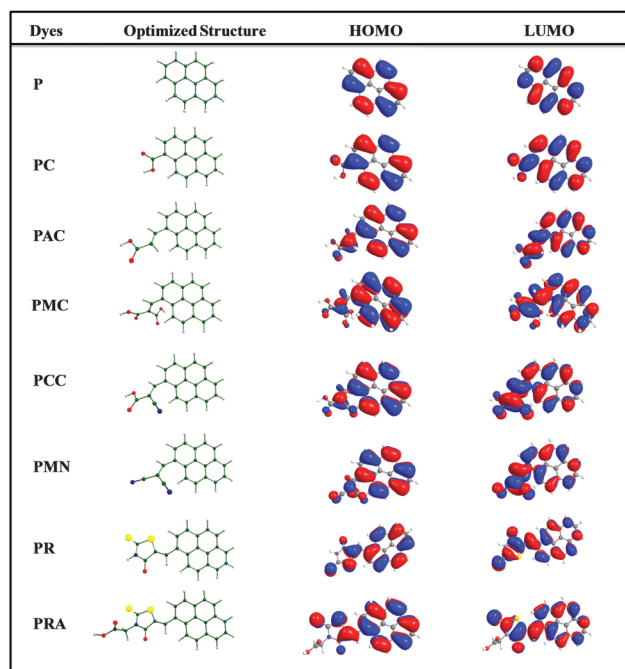 Dyes Optimized Structure HOMO LUMO
P
PC
PAC
PMC
PCC
PMN
PR
PRA